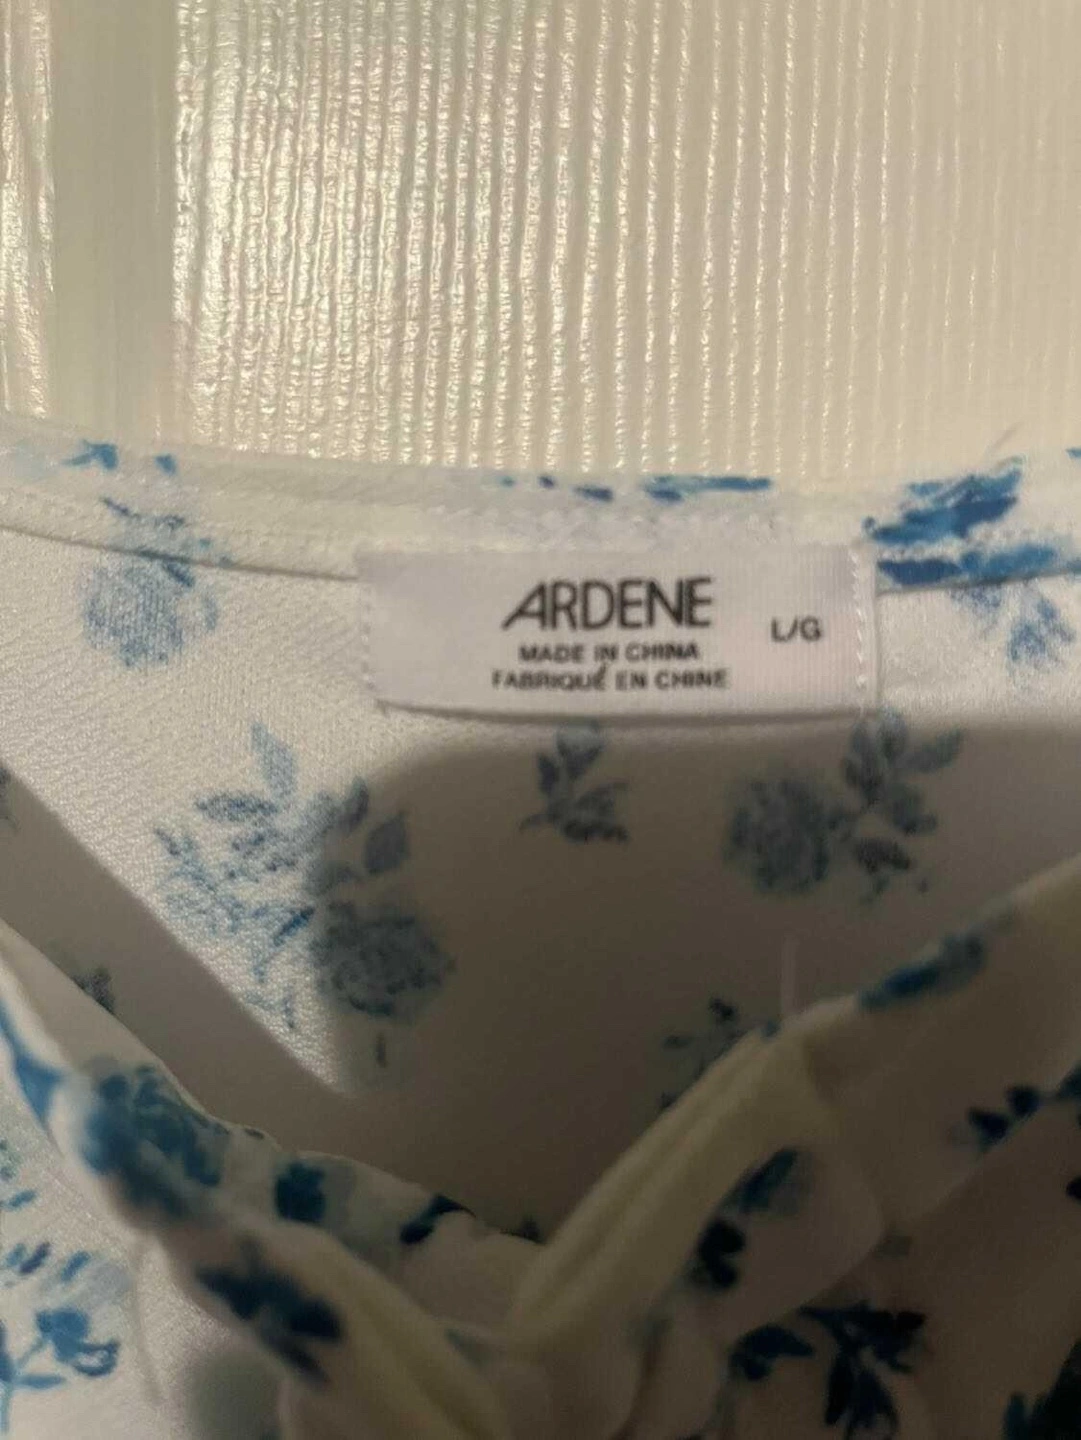 ARDENE
L/G
MADE IN CHINA
FABRIQUÉ EN CHINE